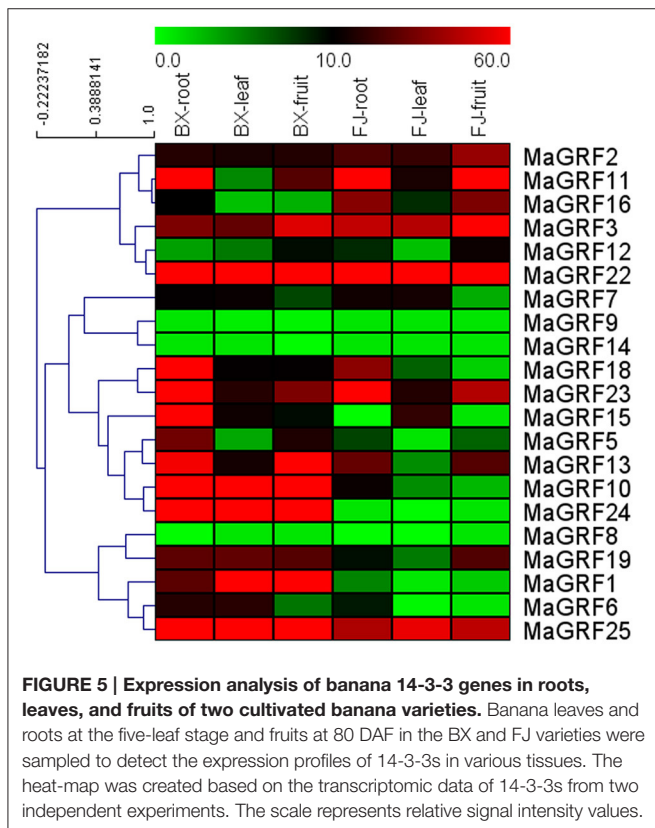 0.0 10.0 60.0
-0.22237182
0.3888141
1.0
BX-root
BX-leaf
BX-fruit
FJ-root
FJ-leaf
FJ-fruit
MaGRF2
MaGRF11
MaGRF16
MaGRF3
MaGRF12
MaGRF22
MaGRF7
MaGRF9
MaGRF14
MaGRF18
MaGRF23
MaGRF15
MaGRF5
MaGRF13
MaGRF10
MaGRF24
MaGRF8
MaGRF19
MaGRF1
MaGRF6
MaGRF25
FIGURE 5 | Expression analysis of banana 14-3-3 genes in roots,
leaves, and fruits of two cultivated banana varieties. Banana leaves and
roots at the five-leaf stage and fruits at 80 DAF in the BX and FJ varieties were
sampled to detect the expression profiles of 14-3-3s in various tissues. The
heat-map was created based on the transcriptomic data of 14-3-3s from two
independent experiments. The scale represents relative signal intensity values.